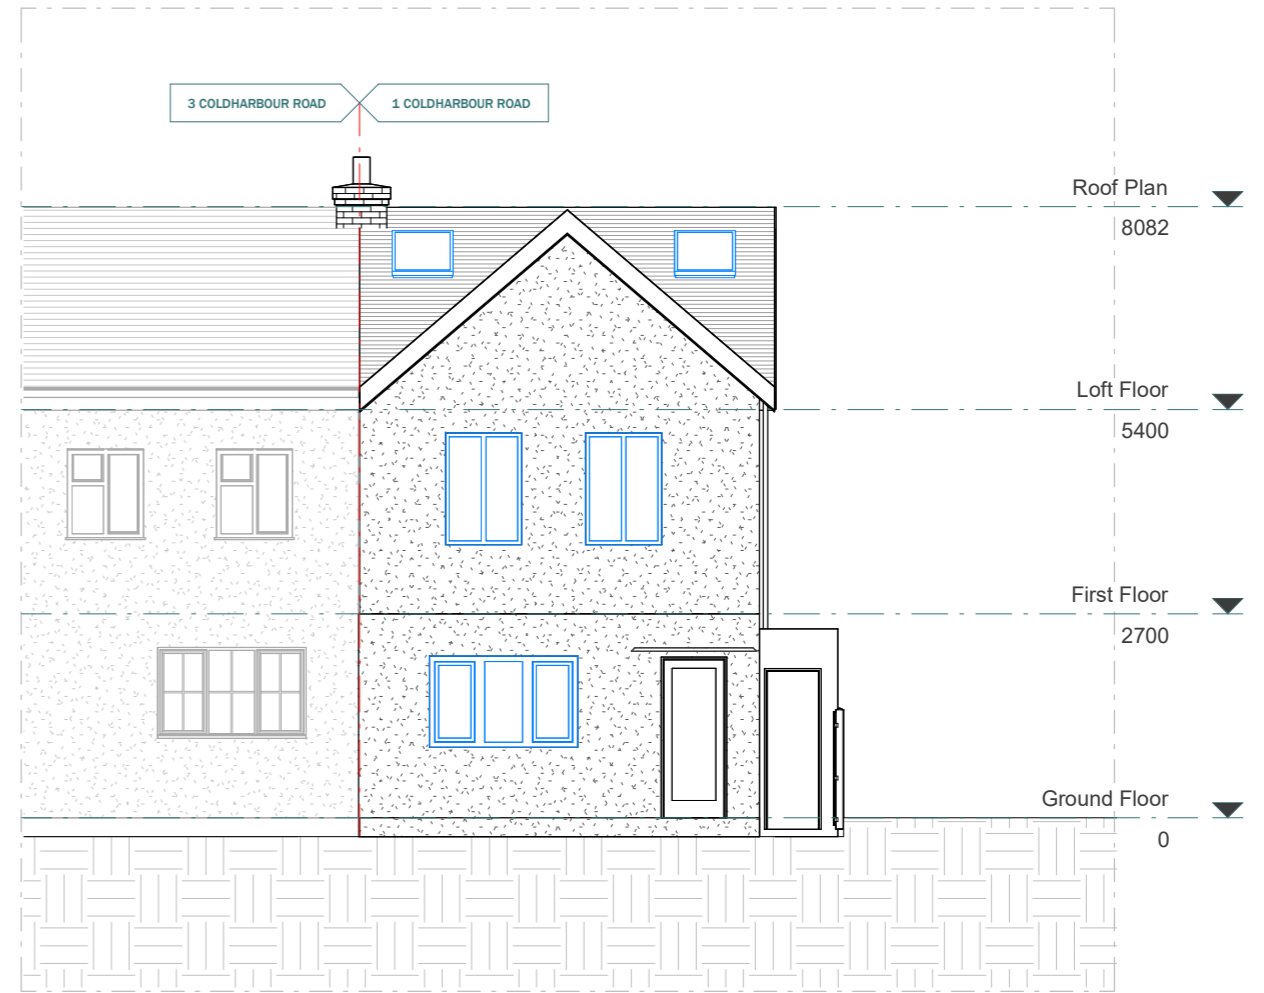 3 COLDHARBOUR ROAD
1 COLDHARBOUR ROAD
Roof Plan
8082
Loft Floor
5400
First Floor
2700
Ground Floor
0